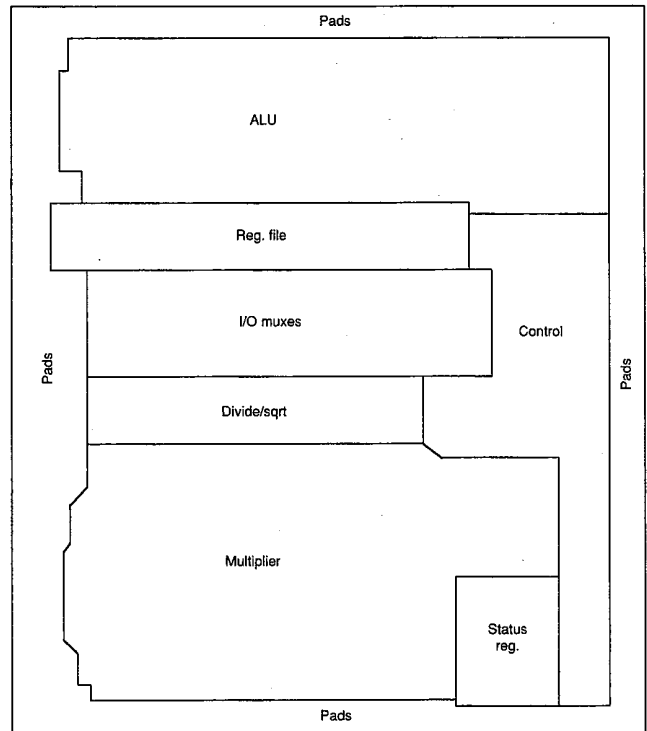 Pads
ALU
Reg. file
I/O muxes
Control
Pads
Pads
Divide/sqrt
Multiplier
Status
reg.
Pads